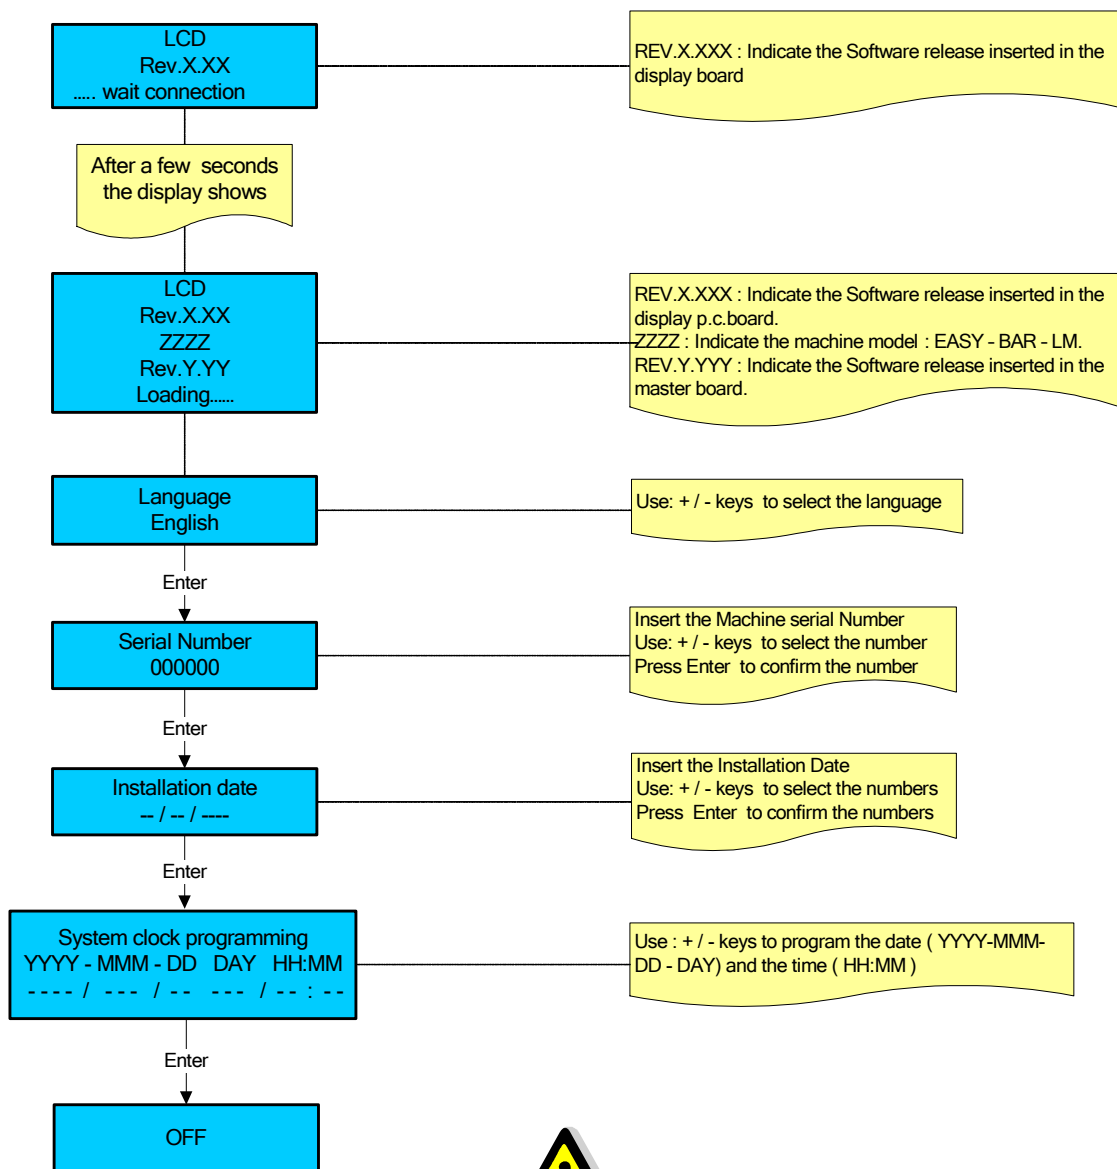 LCD
Rev.X.XX
..... wait connection
REV.X.XXX : Indicate the Software release inserted in the
display board
After a few seconds
the display shows
LCD
Rev.X.XX
ZZZZ
Rev.Y.YY
Loading......
REV.X.XXX : Indicate the Software release inserted in the
display p.c.board.
ZZZZ : Indicate the machine model : EASY - BAR - LM.
REV.Y.YYY : Indicate the Software release inserted in the
master board.
Language
English
Use: + / - keys to select the language
Enter
Serial Number
000000
Insert the Machine serial Number
Use: + / - keys to select the number
Press Enter to confirm the number
Enter
Installation date
-- / -- / ----
Insert the Installation Date
Use: + / - keys to select the numbers
Press Enter to confirm the numbers
Enter
System clock programming
YYYY - MMM - DD DAY HH:MM
- - - - / - - - / - - - - - / - - : - -
Use : + / - keys to program the date ( YYYY-MMM-
DD - DAY) and the time ( HH:MM )
Enter
OFF